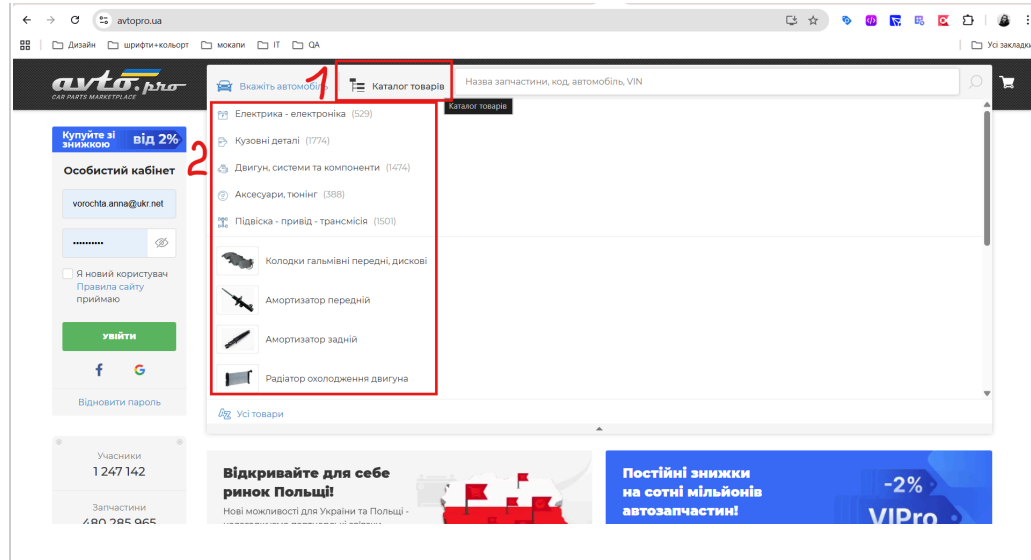 avtopro.ua
Дизайн
шрифти+кольорт
мокапи
IT
QA
Усі закладки
avto.pro
CAR PARTS MARKETPLACE
1
Вкажіть автомобіль
Каталог товарів
Назва запчастини, код, автомобіль, VIN
Каталог товарів
2
Електрика - електроніка (529)
Кузовні деталі (1774)
Двигун, системи та компоненти (1474)
Аксесуари, тюнінг (388)
Підвіска - привід - трансмісія (1501)
Колодки гальмівні передні, дискові
Амортизатор передній
Амортизатор задній
Радіатор охолодження двигуна
Усі товари
Купуйте зі
знижкою
від 2%
Особистий кабінет
vorochta.anna@ukr.net
Я новий користувач
Правила сайту
приймаю
УВІЙТИ
Відновити пароль
Учасники
1 247 142
Запчастини
480 285 965
Відкривайте для себе
ринок Польщі!
Нові можливості для України та Польщі -
Постійні знижки
на сотні мільйонів
автозапчастин!
-2%
VIPro